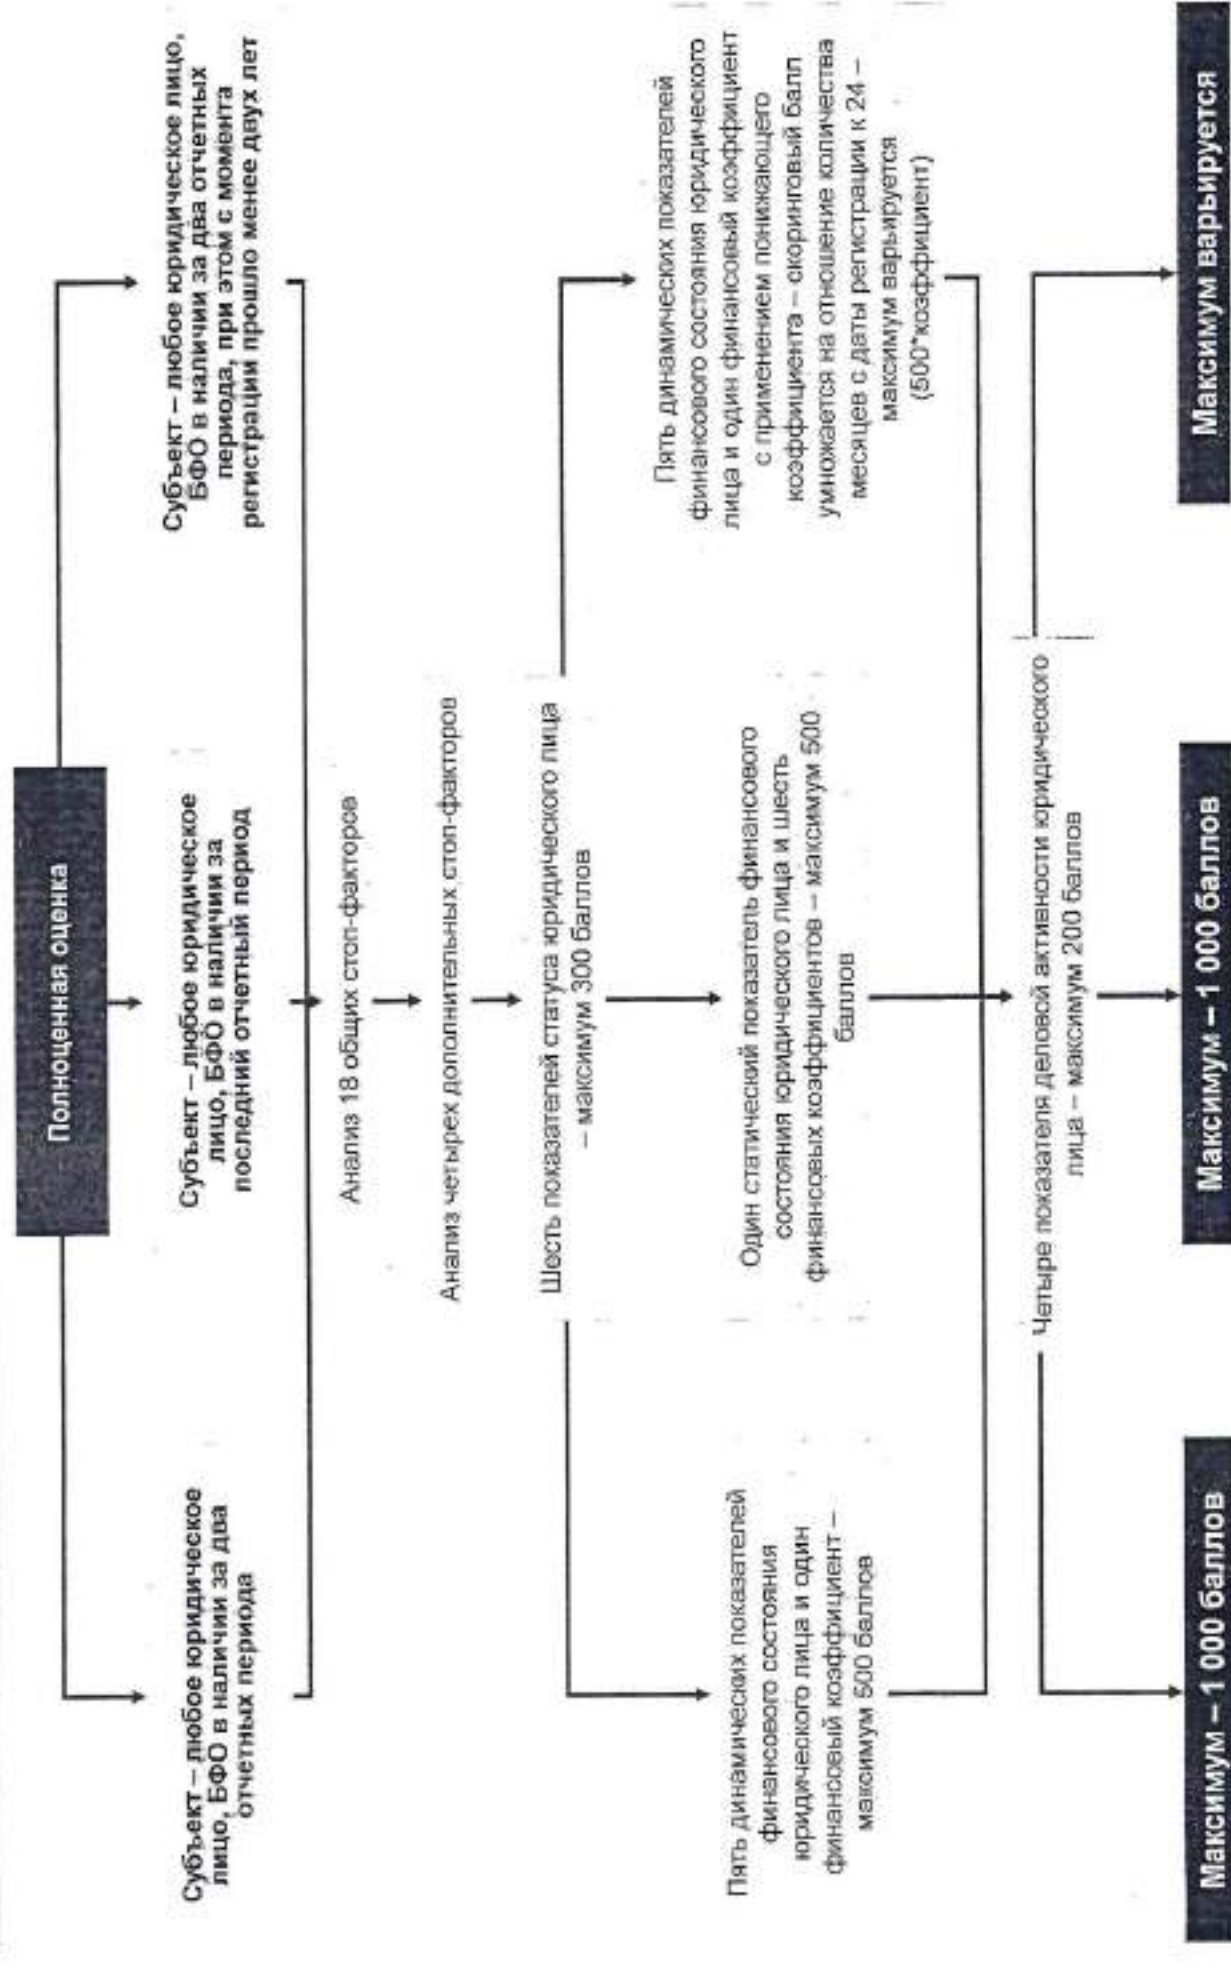 Полноценная оценка
Субъект – любое юридическое
лицо, БФО в наличии за два
отчетных периода
Субъект – любое юридическое
лицо, БФО в наличии за
последний отчетный период
Субъект – любое юридическое лицо,
БФО в наличии за два отчетных
периода, при этом с момента
регистрации прошло менее двух лет
Анализ 18 общих стоп-факторов
Анализ четырех дополнительных стоп-факторов
Шесть показателей статуса юридического лица
– максимум 300 баллов
Пять динамических показателей
финансового состояния
юридического лица и один
финансовый коэффициент –
максимум 500 баллов
Один статический показатель финансового
состояния юридического лица и шесть
финансовых коэффициентов – максимум 500
баллов
Пять динамических показателей
финансового состояния юридического
лица и один финансовый коэффициент
с применением понижающего
коэффициента – скоринговый балл
умножается на отношение количества
месяцев с даты регистрации к 24 –
максимум варьируется
(500*коэффициент)
Четыре показателя деловой активности юридического
лица – максимум 200 баллов
Максимум – 1 000 баллов
Максимум – 1 000 баллов
Максимум варьируется